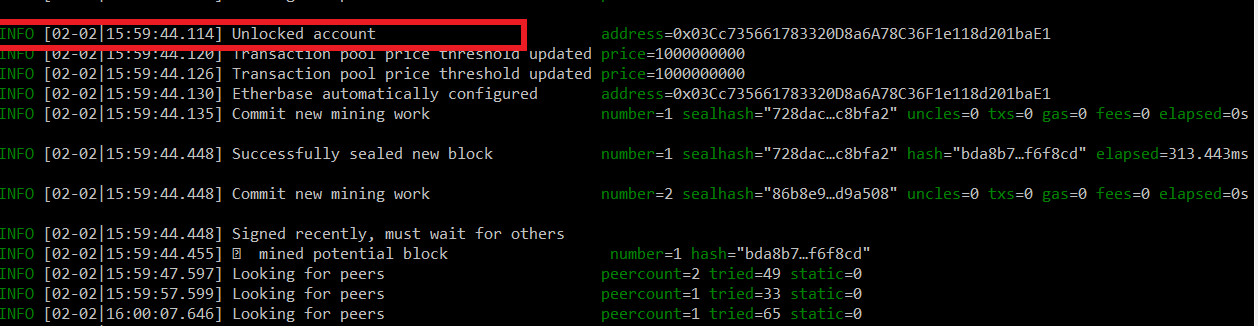 INFO [02-02|15:59:44.114] Unlocked account address=0x03Cc735661783320D8a6A78C36F1e118d201baE1
INFO [02-02|15:59:44.120] Transaction pool price threshold updated price=1000000000
INFO [02-02|15:59:44.126] Transaction pool price threshold updated price=1000000000
INFO [02-02|15:59:44.130] Etherbase automatically configured address=0x03Cc735661783320D8a6A78C36F1e118d201baE1
INFO [02-02|15:59:44.135] Commit new mining work number=1 sealhash="728dac…c8bfa2" uncles=0 txs=0 gas=0 fees=0 elapsed=0s
INFO [02-02|15:59:44.448] Successfully sealed new block number=1 sealhash="728dac…c8bfa2" hash="bda8b7…f6f8cd" elapsed=313.443ms
INFO [02-02|15:59:44.448] Commit new mining work number=2 sealhash="86b8e9…d9a508" uncles=0 txs=0 gas=0 fees=0 elapsed=0s
INFO [02-02|15:59:44.448] Signed recently, must wait for others
INFO [02-02|15:59:44.455] mined potential block number=1 hash="bda8b7…f6f8cd"
INFO [02-02|15:59:47.597] Looking for peers peercount=2 tried=49 static=0
INFO [02-02|15:59:57.599] Looking for peers peercount=1 tried=33 static=0
INFO [02-02|16:00:07.646] Looking for peers peercount=1 tried=65 static=0